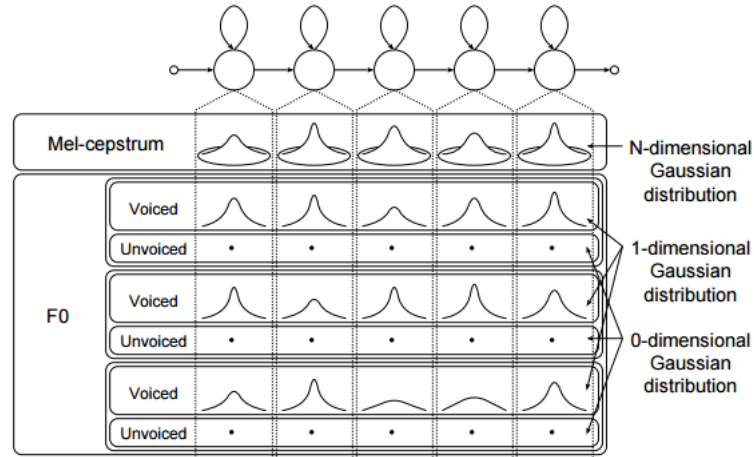 Mel-cepstrum
N-dimensional
Gaussian
distribution
Voiced
Unvoiced
1-dimensional
Gaussian
distribution
F0
Voiced
Unvoiced
0-dimensional
Gaussian
distribution
Voiced
Unvoiced